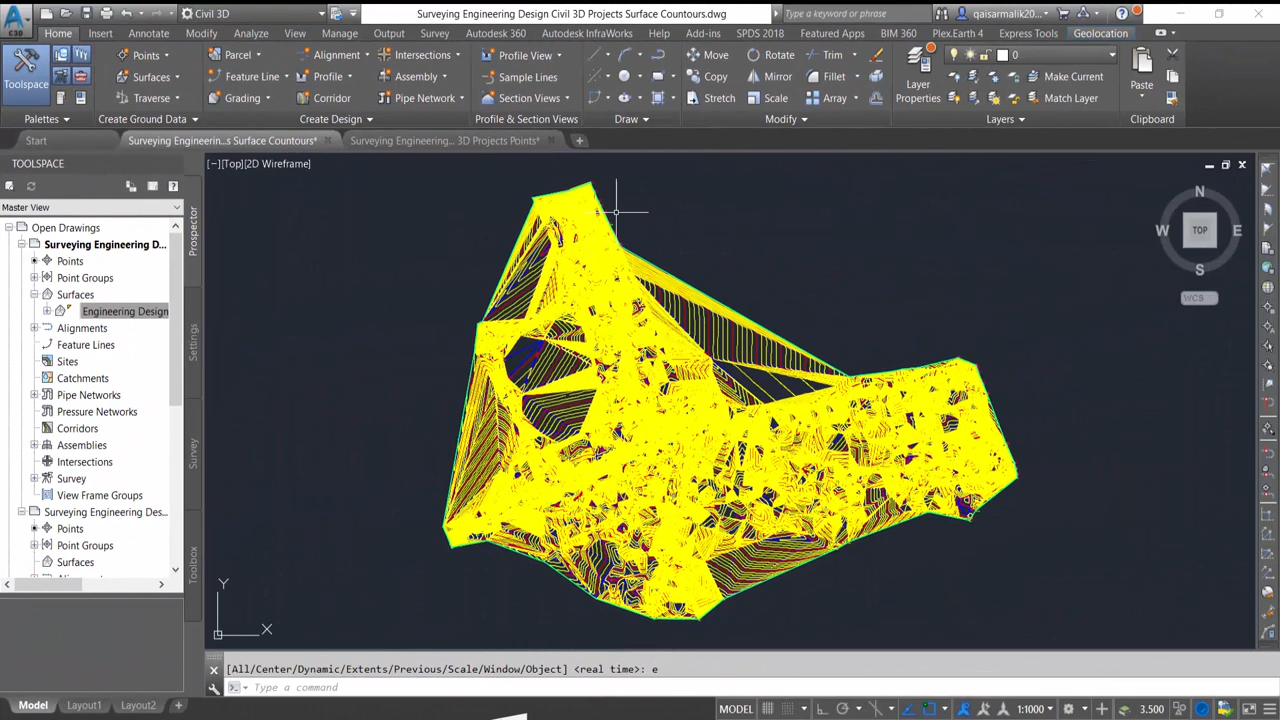 C3D
Civil 3D
Surveying Engineering Design Civil 3D Projects Surface Countours.dwg
Type a keyword or phrase
qaisarmalik20...
Home Insert Annotate Modify Analyze View Manage Output Survey Autodesk 360 Autodesk InfraWorks Help Add-ins SPDS 2018 Featured Apps BIM 360 Plex.Earth 4 Express Tools Geolocation
Points Parcel Alignment Intersections Profile View Move Rotate Trim 0
Toolspace Surfaces Feature Line Profile Assembly Sample Lines Copy Mirror Fillet Layer Properties Make Current Paste
Traverse Grading Corridor Pipe Network Section Views Stretch Scale Array Match Layer
Palettes Create Ground Data Create Design Profile & Section Views Draw Modify Layers Clipboard
Start Surveying Engineerin...s Surface Countours* Surveying Engineering... 3D Projects Points*
TOOLSPACE
[−][Top][2D Wireframe]
Master View
Open Drawings
Surveying Engineering D...
Points
Point Groups
Surfaces
Engineering Design
Alignments
Feature Lines
Sites
Catchments
Pipe Networks
Pressure Networks
Corridors
Assemblies
Intersections
Survey
View Frame Groups
Surveying Engineering Des...
Points
Point Groups
Surfaces
Prospector
Settings
Survey
Toolbox
N
W TOP E
S
WCS
Y
X
[All/Center/Dynamic/Extents/Previous/Scale/Window/Object] <real time>: e
Type a command
Model Layout1 Layout2 MODEL 1:1000 3.500